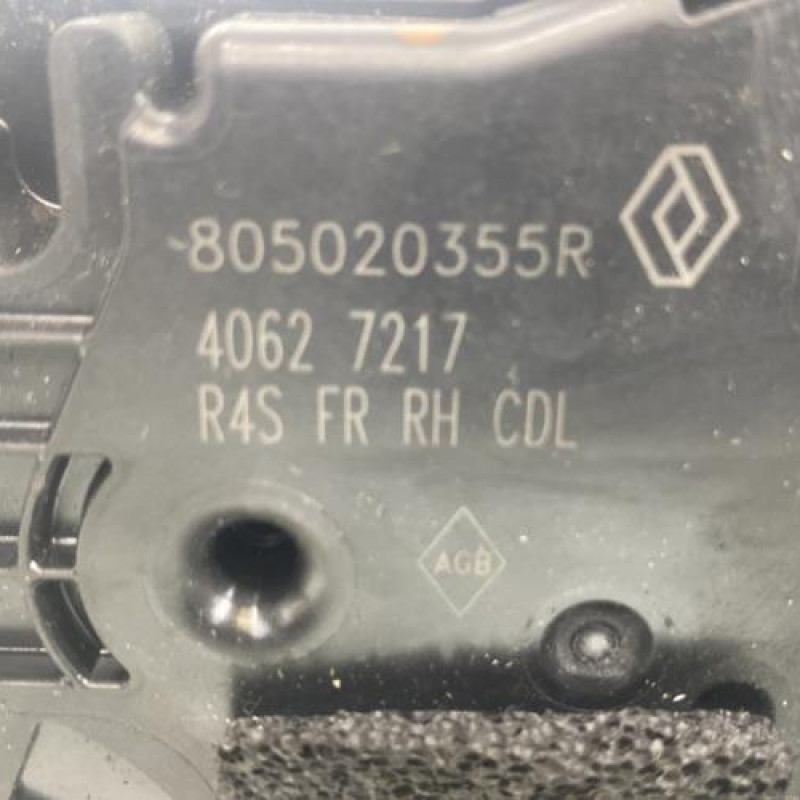 805020355R
4062 7217
R4S FR RH CDL
AGB